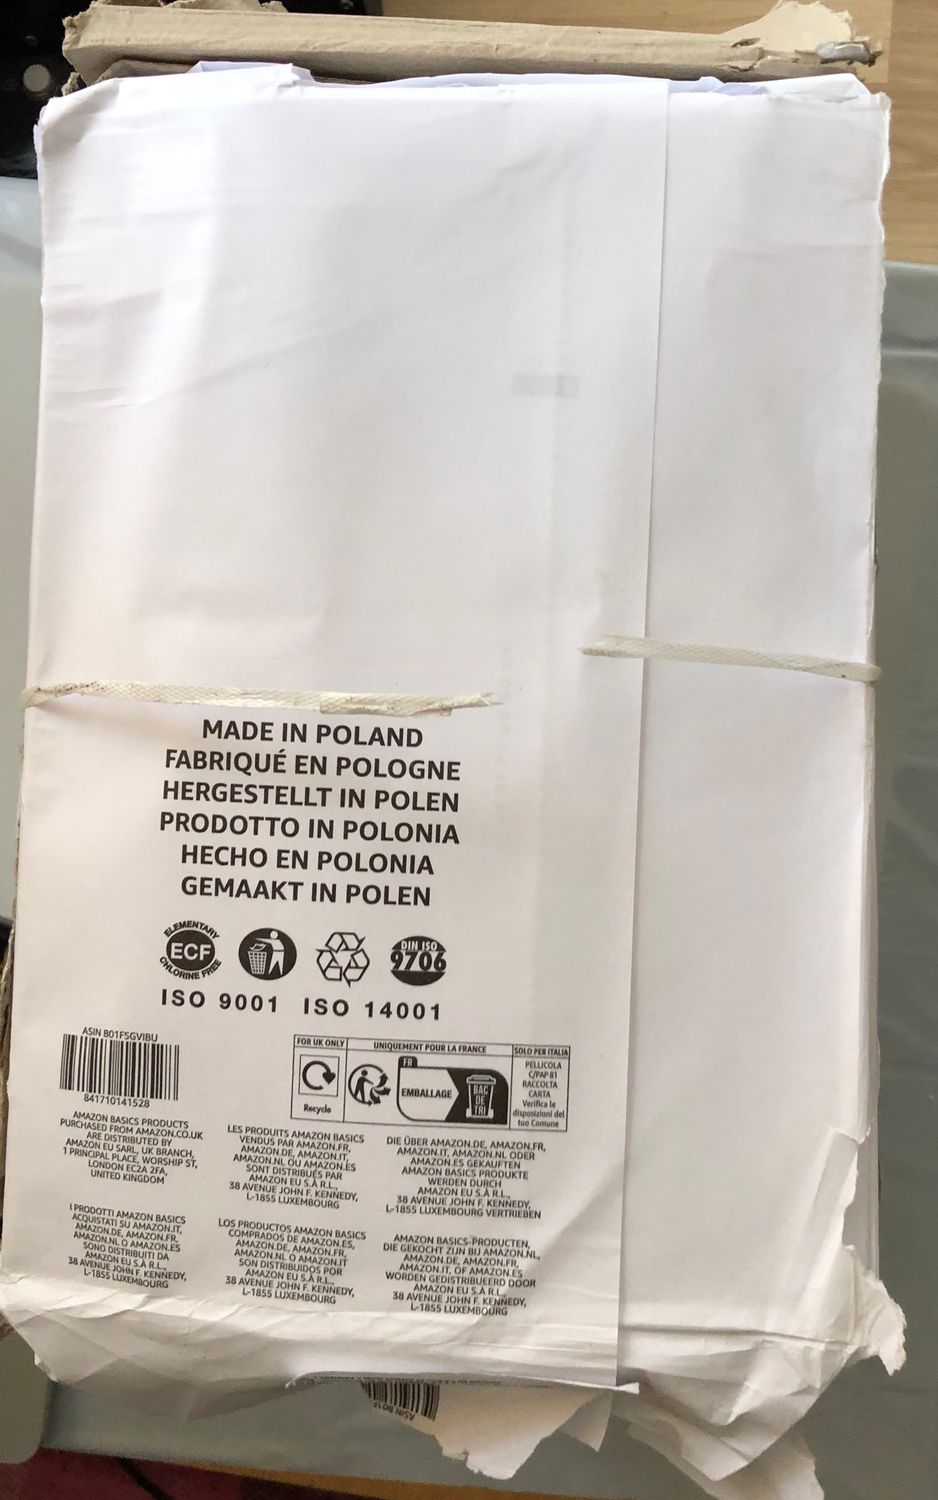 MADE IN POLAND
FABRIQUÉ EN POLOGNE
HERGESTELLT IN POLEN
PRODOTTO IN POLONIA
HECHO EN POLONIA
GEMAAKT IN POLEN
ELEMENTARY
ECF
CHLORINE FREE
DIN ISO
9706
ISO 9001 ISO 14001
ASIN B01FSGVIBU
841710141528
FOR UK ONLY
Recycle
UNIQUEMENT POUR LA FRANCE
FR
EMBALLAGE
BAC
DE
TRI
SOLO PER ITALIA
PELLICOLA
C/PAP 81
RACCOLTA
CARTA
Verifica le
disposizioni del
tuo Comune
AMAZON BASICS PRODUCTS
PURCHASED FROM AMAZON.CO.UK
ARE DISTRIBUTED BY
AMAZON EU SARL, UK BRANCH,
1 PRINCIPAL PLACE, WORSHIP ST,
LONDON EC2A 2FA,
UNITED KINGDOM
LES PRODUITS AMAZON BASICS
VENDUS PAR AMAZON.FR,
AMAZON.DE, AMAZON.IT,
AMAZON.NL OU AMAZON.ES
SONT DISTRIBUÉS PAR
AMAZON EU S.À R.L.,
38 AVENUE JOHN F. KENNEDY,
L-1855 LUXEMBOURG
DIE ÜBER AMAZON.DE, AMAZON.FR,
AMAZON.IT, AMAZON.NL ODER
AMAZON.ES GEKAUFTEN
AMAZON BASICS PRODUKTE
WERDEN DURCH
AMAZON EU S.À R.L.,
38 AVENUE JOHN F. KENNEDY,
L-1855 LUXEMBOURG VERTRIEBEN
I PRODOTTI AMAZON BASICS
ACQUISTATI SU AMAZON.IT,
AMAZON.DE, AMAZON.FR,
AMAZON.NL O AMAZON.ES
SONO DISTRIBUITI DA
AMAZON EU S.À R.L.,
38 AVENUE JOHN F. KENNEDY,
L-1855 LUXEMBOURG
LOS PRODUCTOS AMAZON BASICS
COMPRADOS DE AMAZON.ES,
AMAZON.DE, AMAZON.FR,
AMAZON.NL O AMAZON.IT
SON DISTRIBUIDOS POR
AMAZON EU S.À R.L.,
38 AVENUE JOHN F. KENNEDY,
L-1855 LUXEMBOURG
AMAZON BASICS-PRODUCTEN,
DIE GEKOCHT ZIJN BIJ AMAZON.NL,
AMAZON.DE, AMAZON.FR,
AMAZON.IT, OF AMAZON.ES
WORDEN GEDISTRIBUEERD DOOR
AMAZON EU S.À R.L.,
38 AVENUE JOHN F. KENNEDY,
L-1855 LUXEMBOURG
ASIN